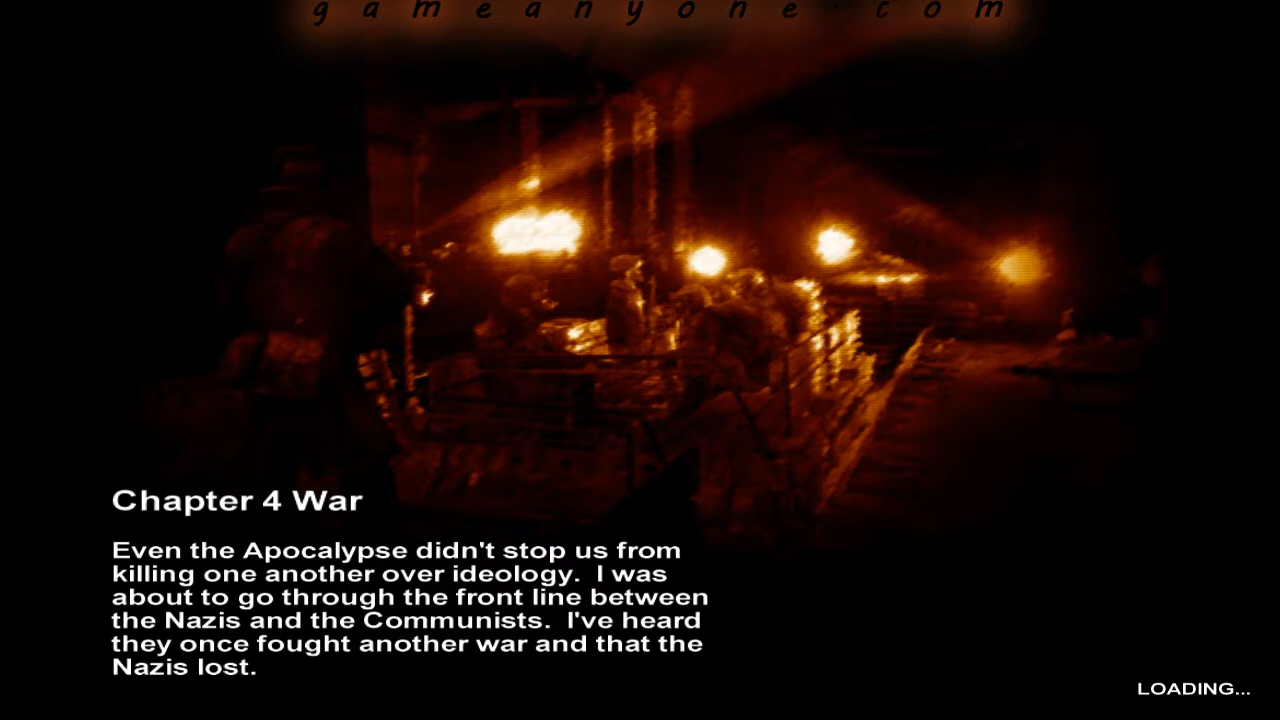 gameanyone.com
Chapter 4 War
Even the Apocalypse didn't stop us from
killing one another over ideology.  I was
about to go through the front line between
the Nazis and the Communists.  I've heard
they once fought another war and that the
Nazis lost.
LOADING...